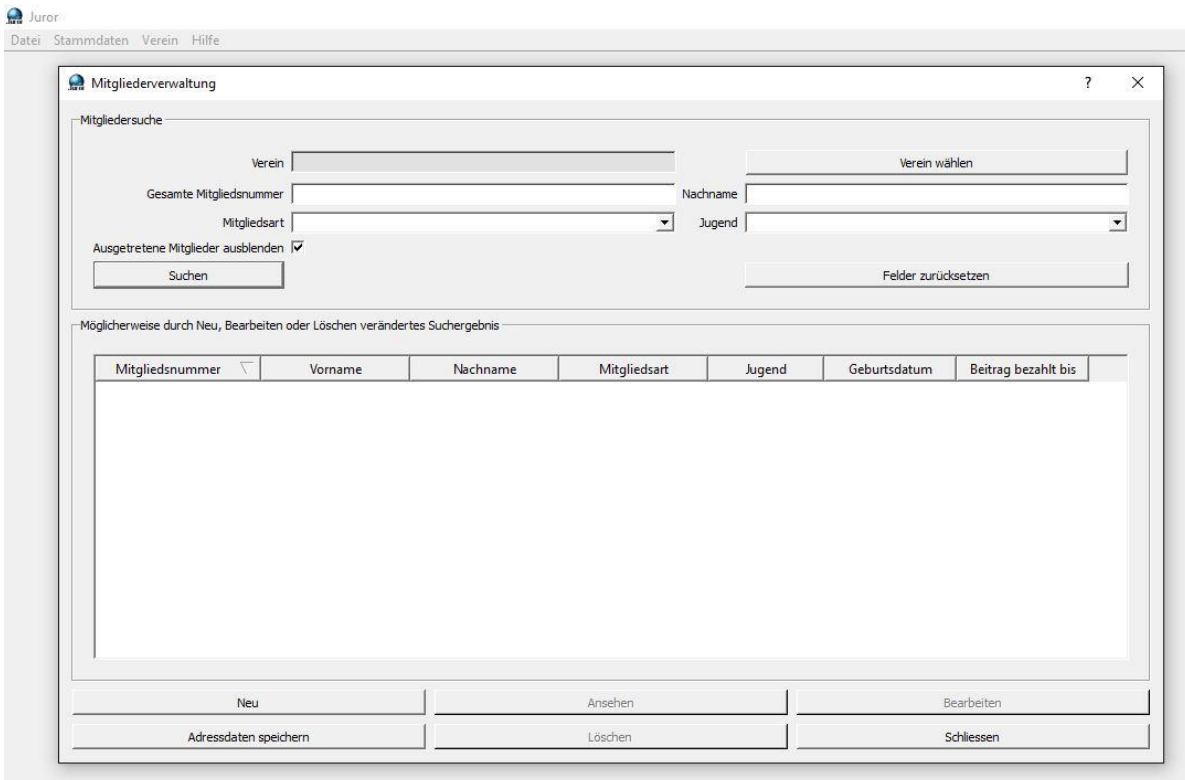 Juror
Datei Stammdaten Verein Hilfe
Mitgliederverwaltung ?
Mitgliedersuche
Verein Verein wählen
Gesamte Mitgliedsnummer Nachname
Mitgliedsart Jugend
Ausgetretene Mitglieder ausblenden
Suchen Felder zurücksetzen
Möglicherweise durch Neu, Bearbeiten oder Löschen verändertes Suchergebnis
Mitgliedsnummer Vorname Nachname Mitgliedsart Jugend Geburtsdatum Beitrag bezahlt bis
Neu Ansehen Bearbeiten
Adressdaten speichern Löschen Schliessen